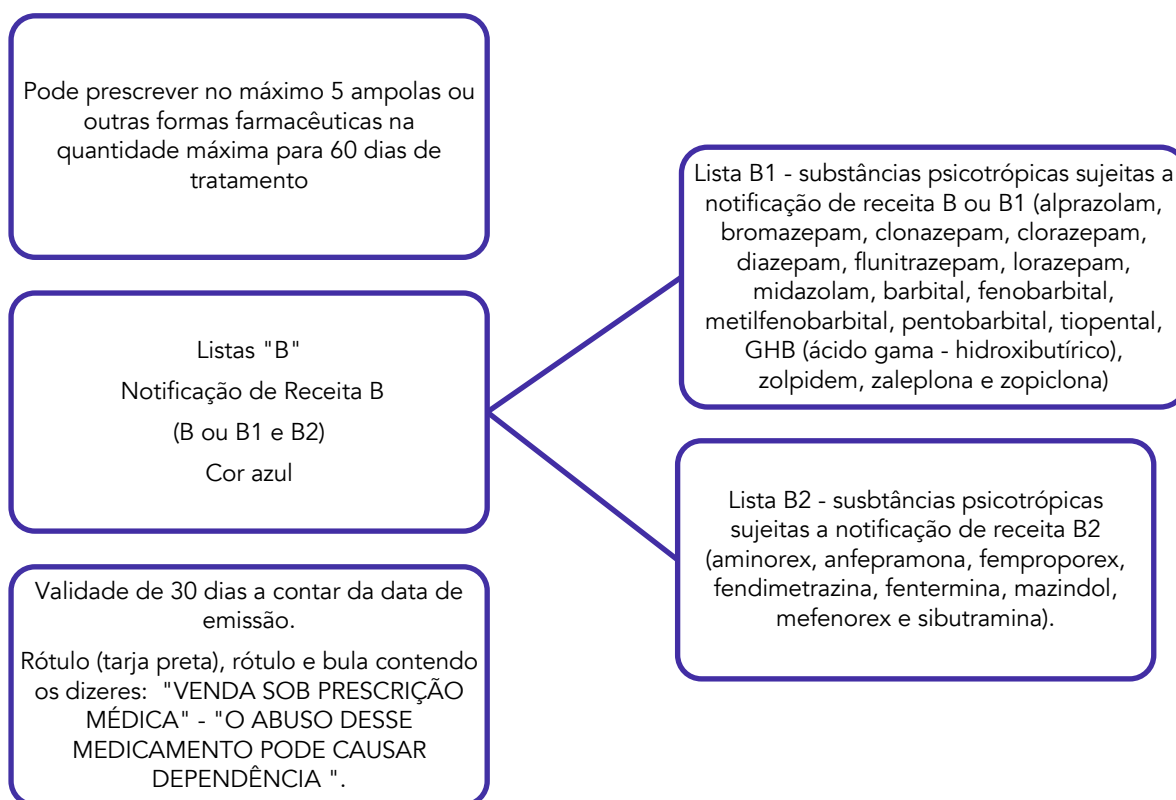 Pode prescrever no máximo 5 ampolas ou
outras formas farmacêuticas na
quantidade máxima para 60 dias de
tratamento
Listas "B"
Notificação de Receita B
(B ou B1 e B2)
Cor azul
Validade de 30 dias a contar da data de
emissão.
Rótulo (tarja preta), rótulo e bula contendo
os dizeres:  "VENDA SOB PRESCRIÇÃO
MÉDICA" - "O ABUSO DESSE
MEDICAMENTO PODE CAUSAR
DEPENDÊNCIA ".
Lista B1 - substâncias psicotrópicas sujeitas a
notificação de receita B ou B1 (alprazolam,
bromazepam, clonazepam, clorazepam,
diazepam, flunitrazepam, lorazepam,
midazolam, barbital, fenobarbital,
metilfenobarbital, pentobarbital, tiopental,
GHB (ácido gama - hidroxibutírico),
zolpidem, zaleplona e zopiclona)
Lista B2 - susbtâncias psicotrópicas
sujeitas a notificação de receita B2
(aminorex, anfepramona, femproporex,
fendimetrazina, fentermina, mazindol,
mefenorex e sibutramina).